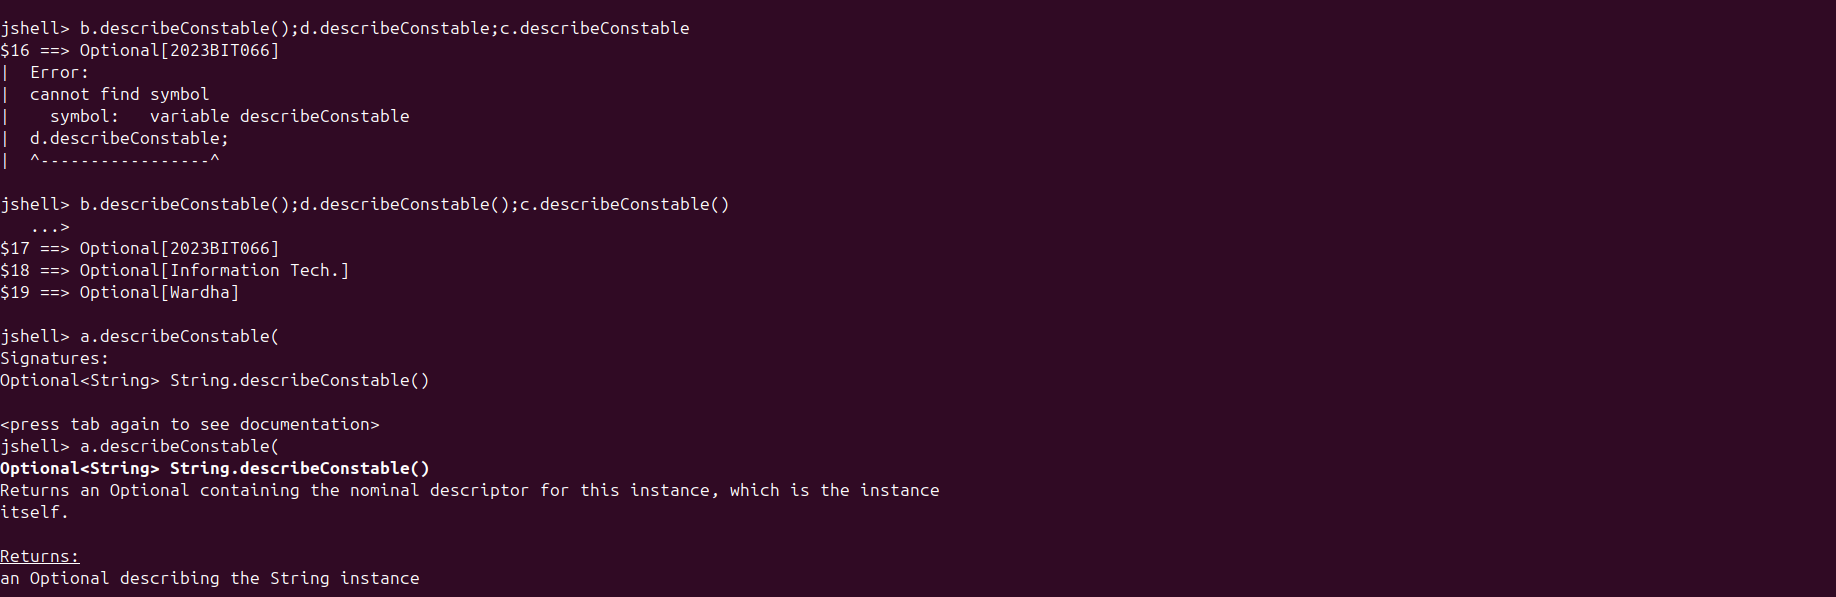 jshell> b.describeConstable();d.describeConstable;c.describeConstable
$16 ==> Optional[2023BIT066]
|  Error:
|  cannot find symbol
|    symbol:   variable describeConstable
|  d.describeConstable;
|  ^-----------------^
jshell> b.describeConstable();d.describeConstable();c.describeConstable()
   ...>
$17 ==> Optional[2023BIT066]
$18 ==> Optional[Information Tech.]
$19 ==> Optional[Wardha]
jshell> a.describeConstable(
Signatures:
Optional<String> String.describeConstable()
<press tab again to see documentation>
jshell> a.describeConstable(
Optional<String> String.describeConstable()
Returns an Optional containing the nominal descriptor for this instance, which is the instance
itself.
Returns:
an Optional describing the String instance